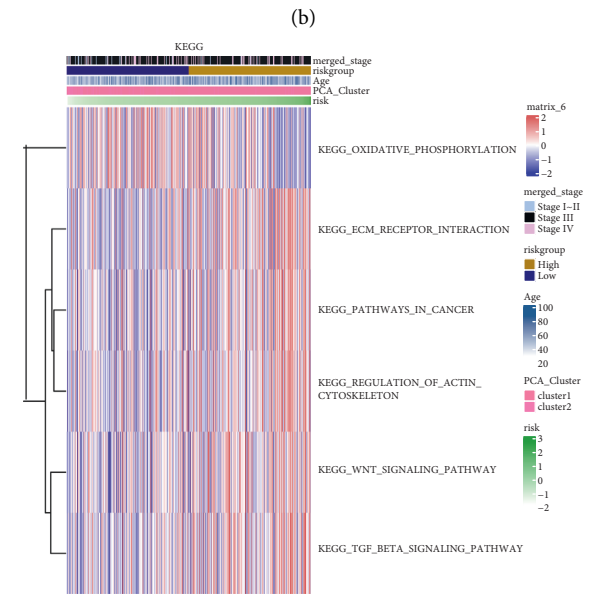 (b)
KEGG
merged_stage
riskgroup
Age
PCA_Cluster
risk
KEGG_OXIDATIVE_PHOSPHORYLATION
KEGG_ECM_RECEPTOR_INTERACTION
KEGG_PATHWAYS_IN_CANCER
KEGG_REGULATION_OF_ACTIN_
CYTOSKELETON
KEGG_WNT_SIGNALING_PATHWAY
KEGG_TGF_BETA_SIGNALING_PATHWAY
matrix_6
2
1
0
−1
−2
merged_stage
Stage I–II
Stage III
Stage IV
riskgroup
High
Low
Age
100
80
60
40
20
PCA_Cluster
cluster1
cluster2
risk
3
2
1
0
−1
−2